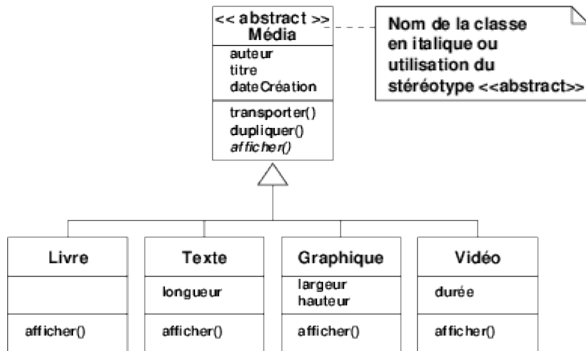 << abstract >>
Média
auteur
titre
dateCréation
transporter()
dupliquer()
afficher()
Nom de la classe
en italique ou
utilisation du
stéréotype <<abstract>>
Livre
afficher()
Texte
longueur
afficher()
Graphique
largeur
hauteur
afficher()
Vidéo
durée
afficher()